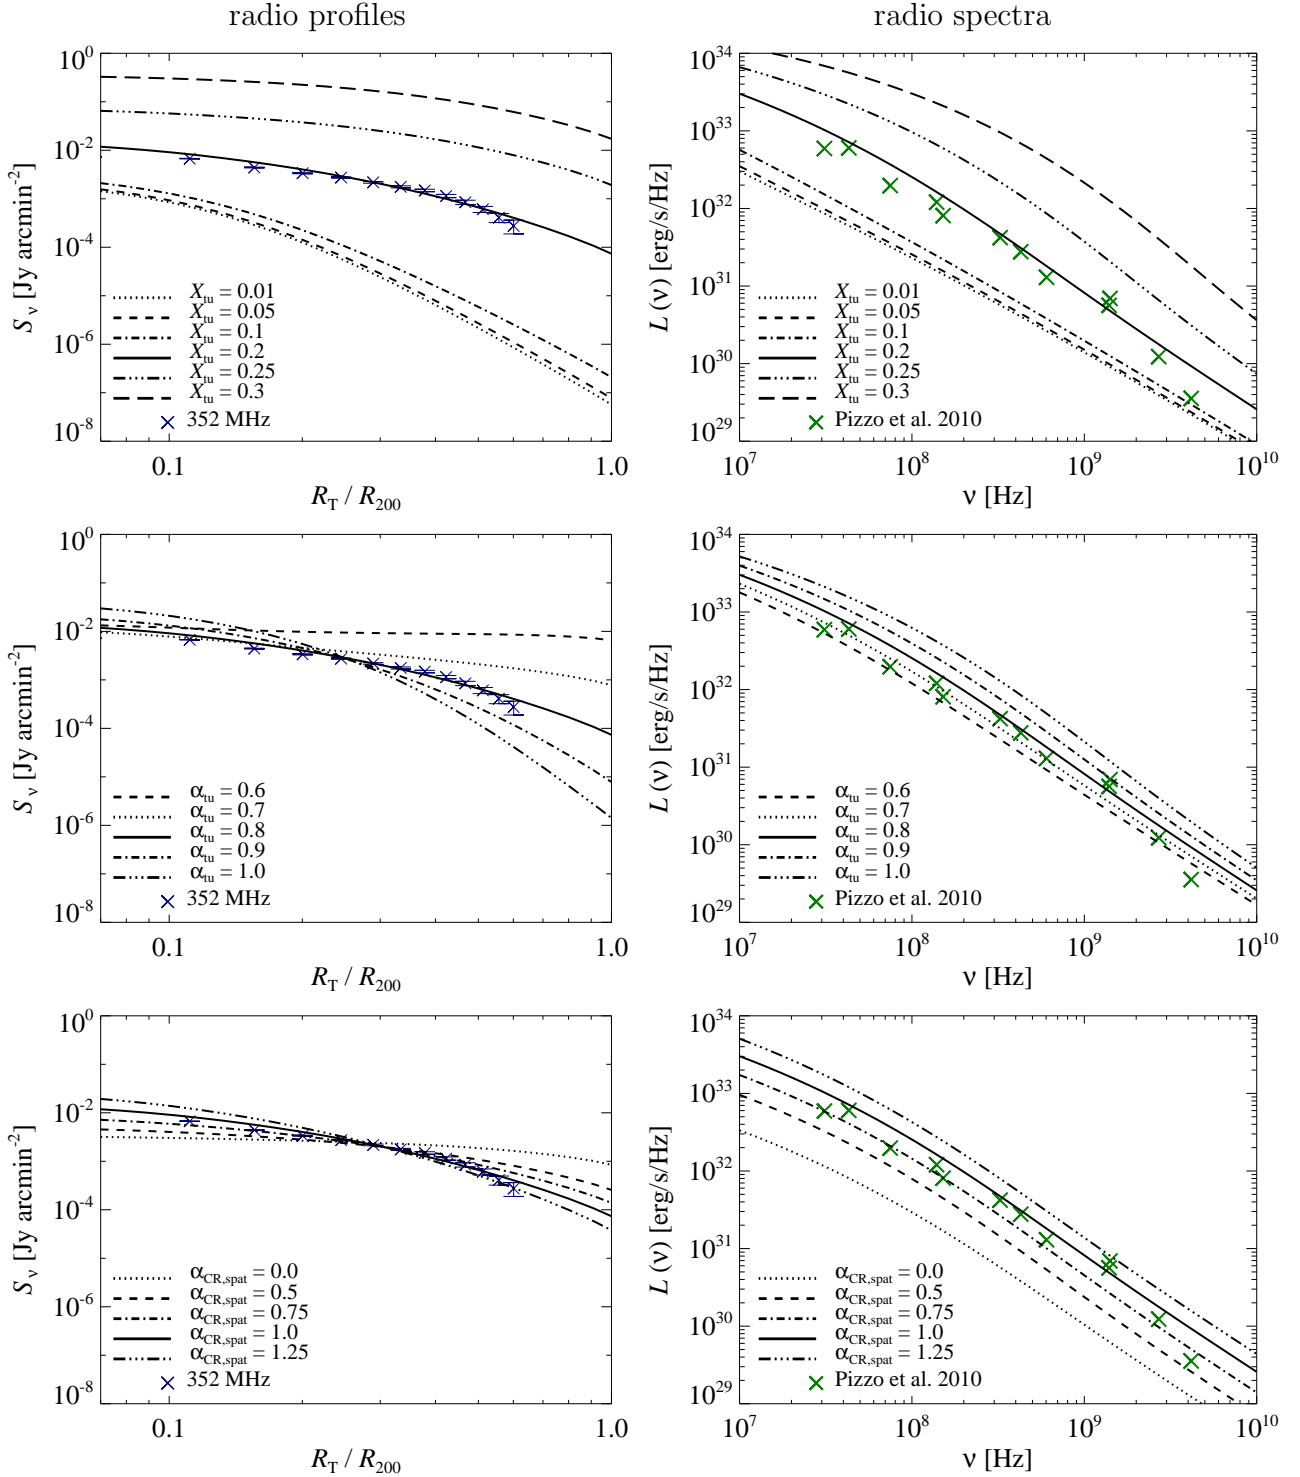 radio profiles
radio spectra
10^0
10^-2
10^-4
10^-6
10^-8
S_ν [Jy arcmin^-2]
X_tu = 0.01
X_tu = 0.05
X_tu = 0.1
X_tu = 0.2
X_tu = 0.25
X_tu = 0.3
352 MHz
0.1
1.0
R_T / R_200
10^34
10^33
10^32
10^31
10^30
10^29
L (ν) [erg/s/Hz]
X_tu = 0.01
X_tu = 0.05
X_tu = 0.1
X_tu = 0.2
X_tu = 0.25
X_tu = 0.3
Pizzo et al. 2010
10^7
10^8
10^9
10^10
ν [Hz]
10^0
10^-2
10^-4
10^-6
10^-8
S_ν [Jy arcmin^-2]
α_tu = 0.6
α_tu = 0.7
α_tu = 0.8
α_tu = 0.9
α_tu = 1.0
352 MHz
0.1
1.0
R_T / R_200
10^34
10^33
10^32
10^31
10^30
10^29
L (ν) [erg/s/Hz]
α_tu = 0.6
α_tu = 0.7
α_tu = 0.8
α_tu = 0.9
α_tu = 1.0
Pizzo et al. 2010
10^7
10^8
10^9
10^10
ν [Hz]
10^0
10^-2
10^-4
10^-6
10^-8
S_ν [Jy arcmin^-2]
α_CR,spat = 0.0
α_CR,spat = 0.5
α_CR,spat = 0.75
α_CR,spat = 1.0
α_CR,spat = 1.25
352 MHz
0.1
1.0
R_T / R_200
10^34
10^33
10^32
10^31
10^30
10^29
L (ν) [erg/s/Hz]
α_CR,spat = 0.0
α_CR,spat = 0.5
α_CR,spat = 0.75
α_CR,spat = 1.0
α_CR,spat = 1.25
Pizzo et al. 2010
10^7
10^8
10^9
10^10
ν [Hz]